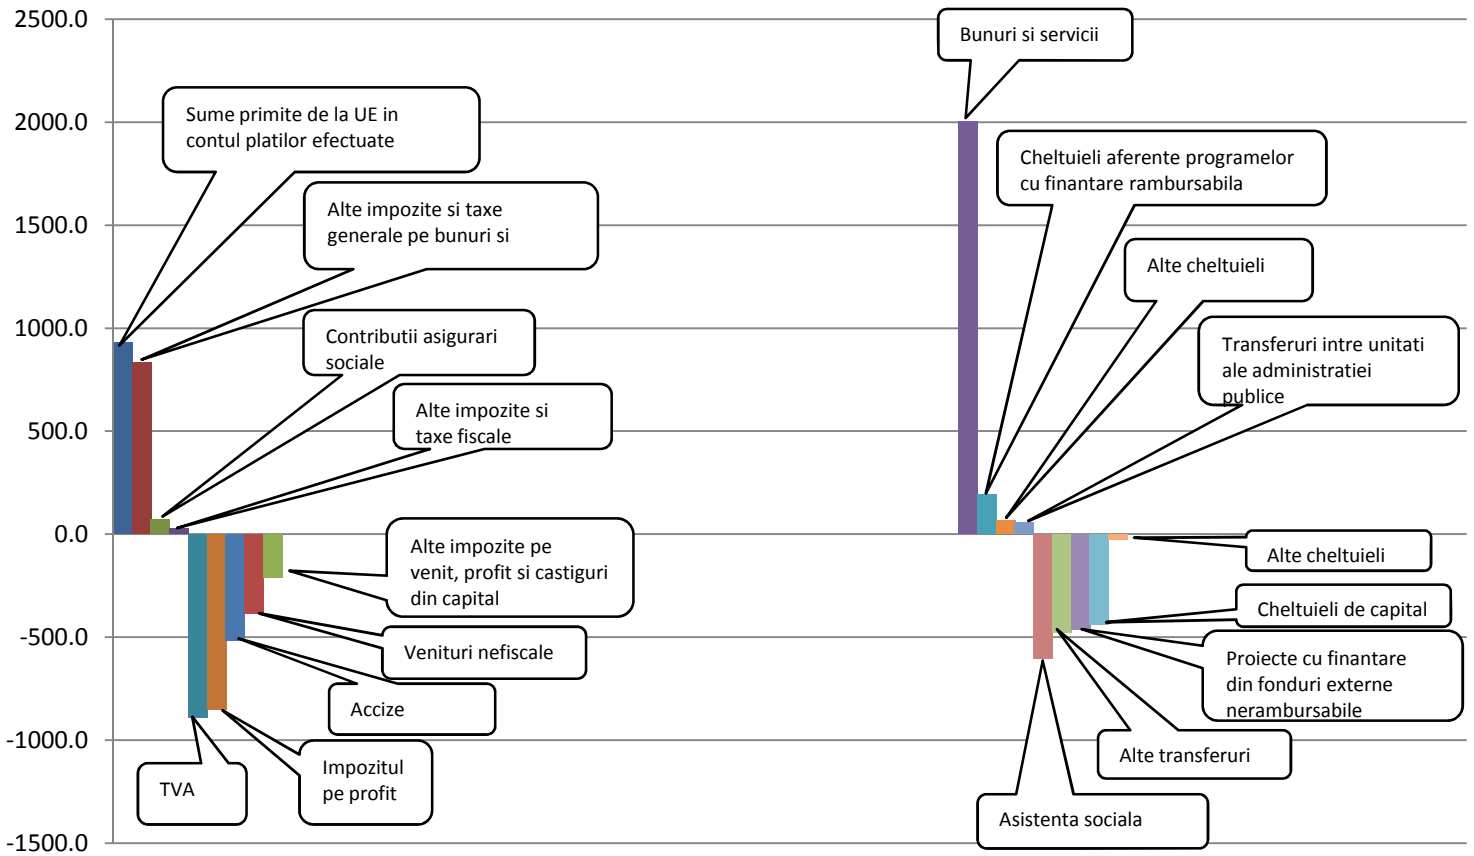 2500.0
2000.0
1500.0
1000.0
500.0
0.0
-500.0
-1000.0
-1500.0
Sume primite de la UE in
contul platilor efectuate
Alte impozite si taxe
generale pe bunuri si
Contributii asigurari
sociale
Alte impozite si
taxe fiscale
Alte impozite pe
venit, profit si castiguri
din capital
Venituri nefiscale
Accize
Impozitul
pe profit
TVA
Bunuri si servicii
Cheltuieli aferente programelor
cu finantare rambursabila
Alte cheltuieli
Transferuri intre unitati
ale administratiei
publice
Alte cheltuieli
Cheltuieli de capital
Proiecte cu finantare
din fonduri externe
nerambursabile
Alte transferuri
Asistenta sociala